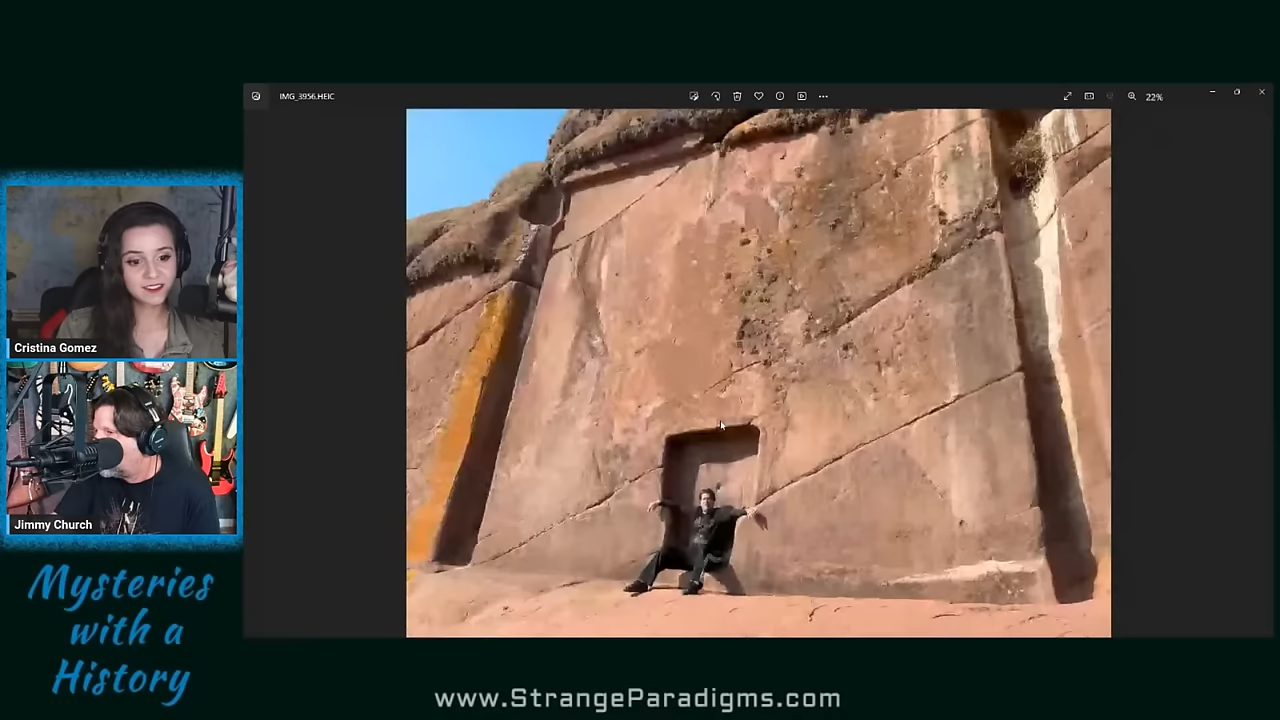 IMG_3956.HEIC
22%
Cristina Gomez
Jimmy Church
Mysteries
with a
History
www.StrangeParadigms.com